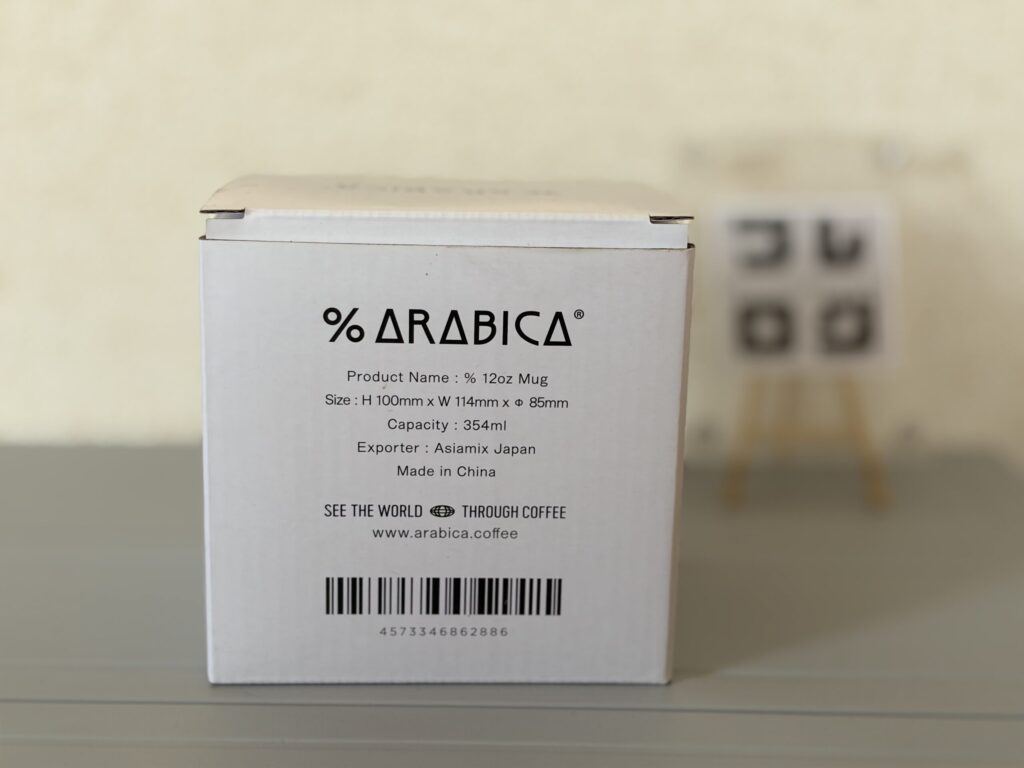 % ARABICA®
Product Name : % 12oz Mug
Size : H 100mm x W 114mm x Φ 85mm
Capacity : 354ml
Exporter : Asiamix Japan
Made in China
SEE THE WORLD THROUGH COFFEE
www.arabica.coffee
4573346862886